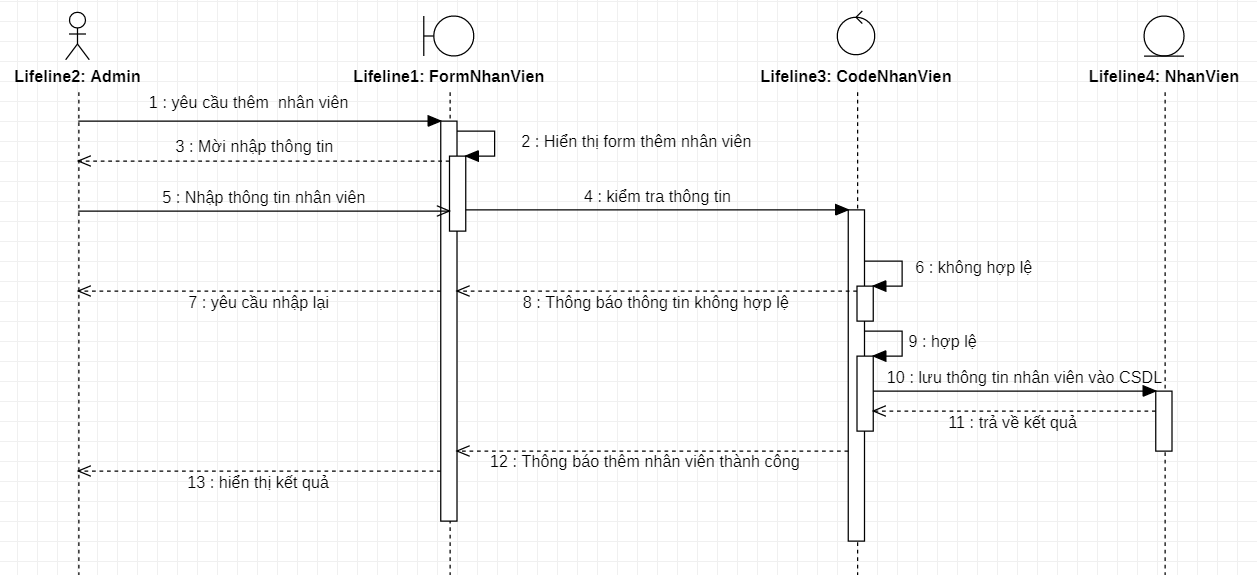 Lifeline2: Admin
Lifeline1: FormNhanVien
Lifeline3: CodeNhanVien
Lifeline4: NhanVien
1 : yêu cầu thêm  nhân viên
2 : Hiển thị form thêm nhân viên
3 : Mời nhập thông tin
5 : Nhập thông tin nhân viên
4 : kiểm tra thông tin
6 : không hợp lệ
7 : yêu cầu nhập lại
8 : Thông báo thông tin không hợp lệ
9 : hợp lệ
10 : lưu thông tin nhân viên vào CSDL
11 : trả về kết quả
12 : Thông báo thêm nhân viên thành công
13 : hiển thị kết quả